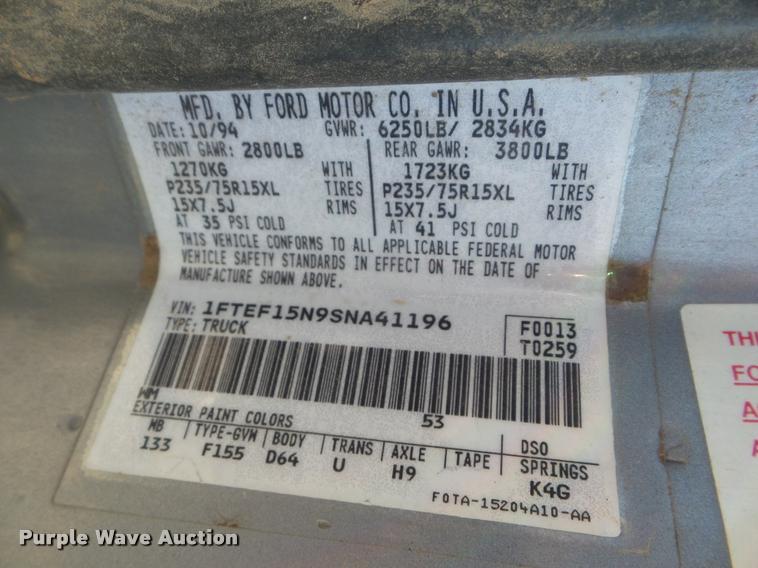 MFD. BY FORD MOTOR CO. IN U.S.A.
DATE: 10/94 GVWR: 6250LB/ 2834KG
FRONT GAWR: 2800LB REAR GAWR: 3800LB
1270KG WITH 1723KG WITH
P235/75R15XL TIRES P235/75R15XL TIRES
15X7.5J RIMS 15X7.5J RIMS
AT 35 PSI COLD AT 41 PSI COLD
THIS VEHICLE CONFORMS TO ALL APPLICABLE FEDERAL MOTOR
VEHICLE SAFETY STANDARDS IN EFFECT ON THE DATE OF
MANUFACTURE SHOWN ABOVE.
VIN: 1FTEF15N9SNA41196 F0013
TYPE: TRUCK T0259
WM
EXTERIOR PAINT COLORS 53 DSO
WB TYPE-GVW BODY TRANS AXLE TAPE SPRINGS
133 F155 D64 U H9 K4G
F0TA-15204A10-AA
THI
FO
A
A
Purple Wave Auction